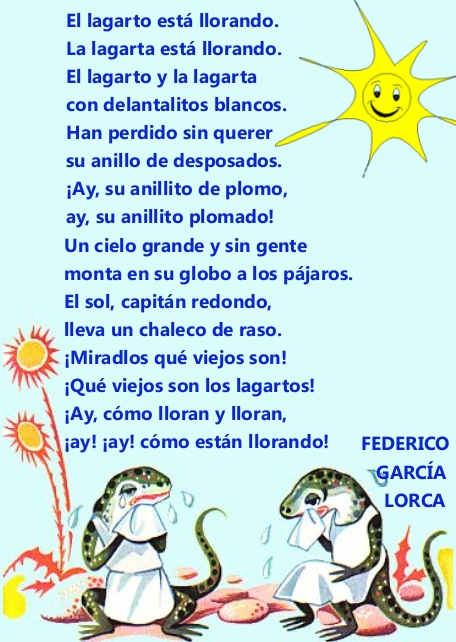 El lagarto está llorando.
La lagarta está llorando.
El lagarto y la lagarta
con delantalitos blancos.
Han perdido sin querer
su anillo de desposados.
¡Ay, su anillito de plomo,
ay, su anillito plomado!
Un cielo grande y sin gente
monta en su globo a los pájaros.
El sol, capitán redondo,
lleva un chaleco de raso.
¡Miradlos qué viejos son!
¡Qué viejos son los lagartos!
¡Ay, cómo lloran y lloran,
¡ay! ¡ay! cómo están llorando!
FEDERICO
GARCÍA
LORCA